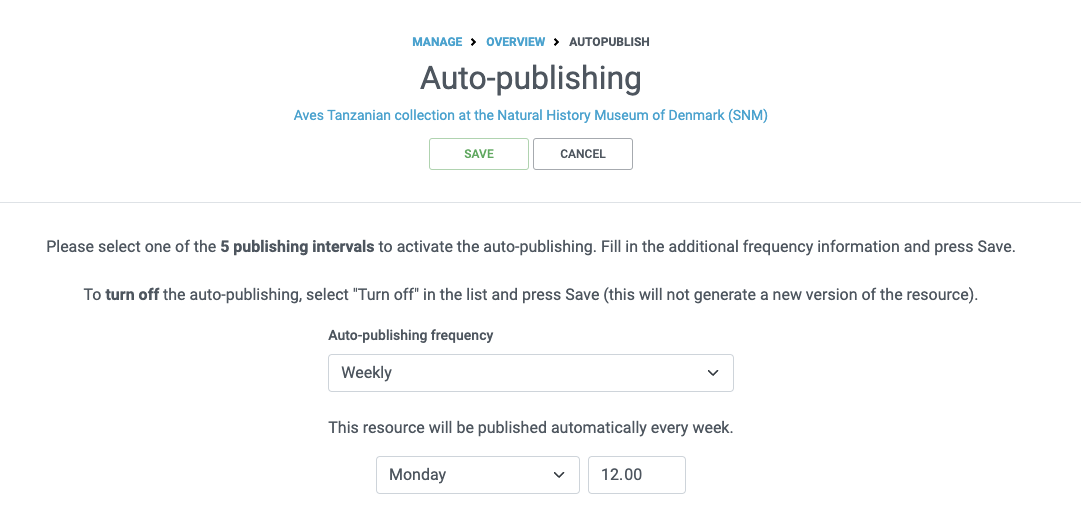 MANAGE > OVERVIEW > AUTOPUBLISH
Auto-publishing
Aves Tanzanian collection at the Natural History Museum of Denmark (SNM)
SAVE CANCEL
Please select one of the 5 publishing intervals to activate the auto-publishing. Fill in the additional frequency information and press Save.
To turn off the auto-publishing, select "Turn off" in the list and press Save (this will not generate a new version of the resource).
Auto-publishing frequency
Weekly
This resource will be published automatically every week.
Monday 12.00